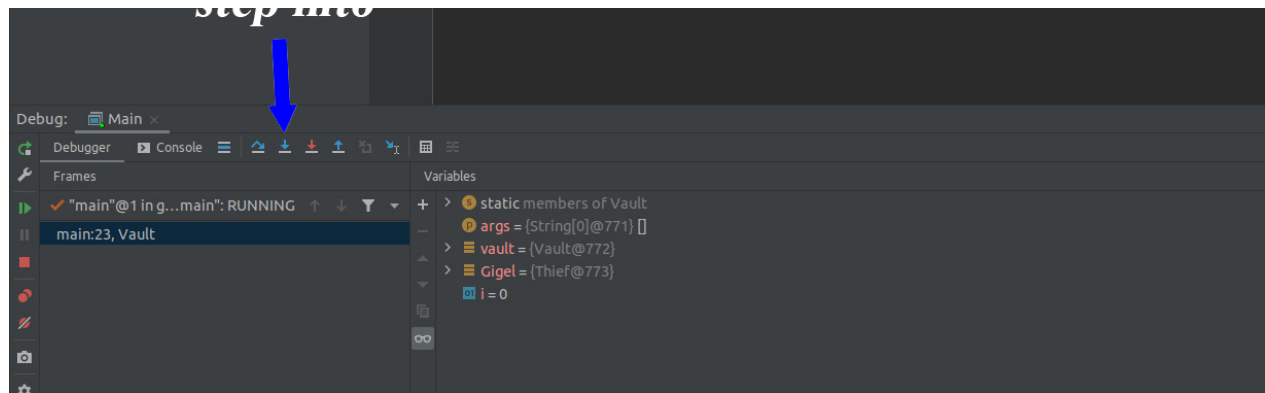 step into
Debug: Main
Debugger Console
Frames Variables
"main"@1 in g...main": RUNNING
static members of Vault
main:23, Vault
args = {String[0]@771} []
vault = {Vault@772}
Gigel = {Thief@773}
i = 0